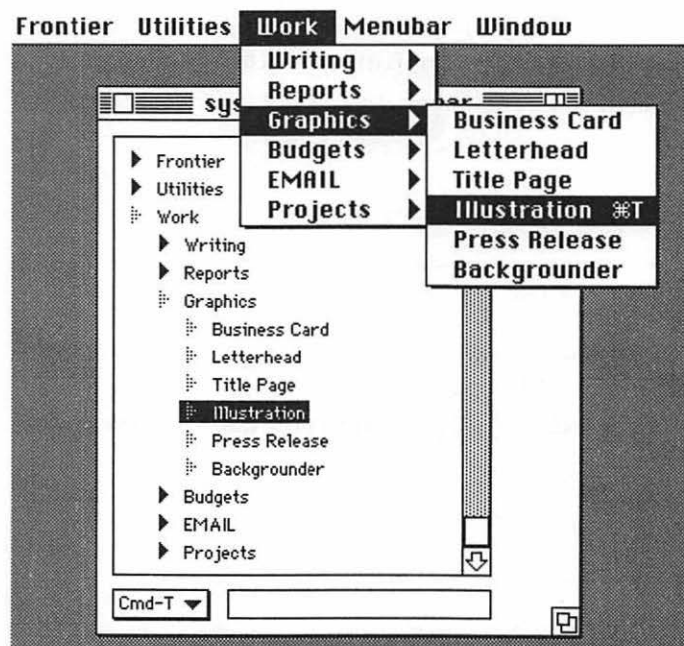 Frontier Utilities Work Menubar Window
Writing
Reports
Graphics
Budgets
EMAIL
Projects
Business Card
Letterhead
Title Page
Illustration ⌘T
Press Release
Backgrounder
Frontier
Utilities
Work
Writing
Reports
Graphics
Business Card
Letterhead
Title Page
Illustration
Press Release
Backgrounder
Budgets
EMAIL
Projects
Cmd-T